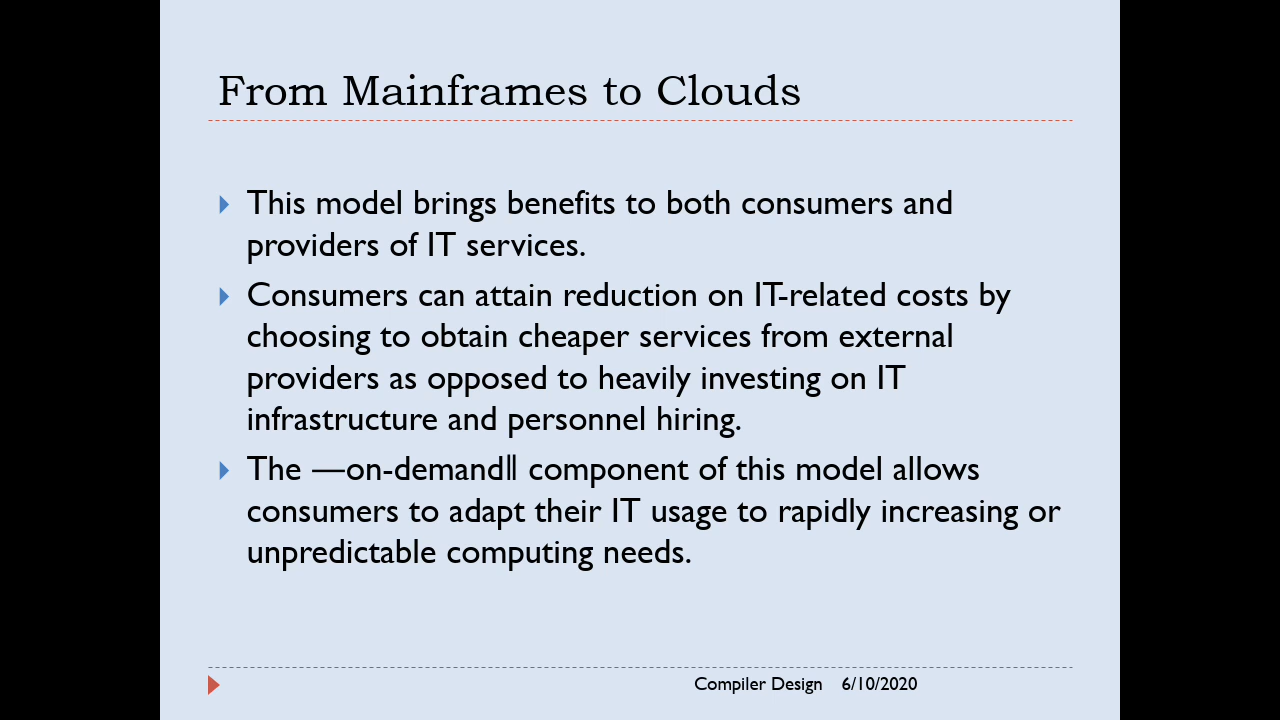 From Mainframes to Clouds
This model brings benefits to both consumers and
providers of IT services.
Consumers can attain reduction on IT-related costs by
choosing to obtain cheaper services from external
providers as opposed to heavily investing on IT
infrastructure and personnel hiring.
The ―on-demand‖ component of this model allows
consumers to adapt their IT usage to rapidly increasing or
unpredictable computing needs.
Compiler Design 6/10/2020